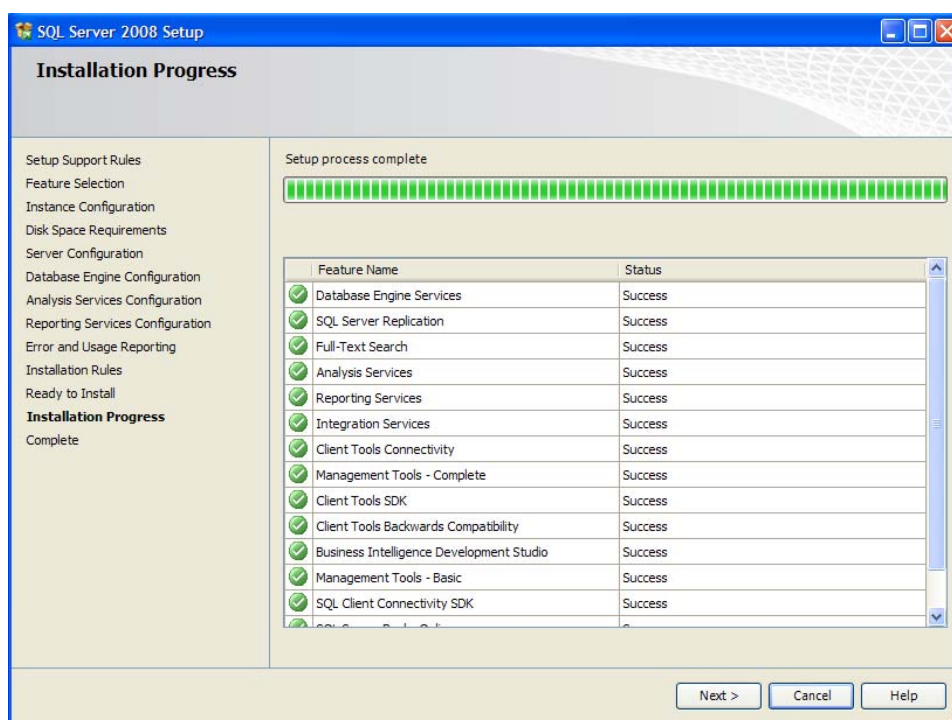 SQL Server 2008 Setup
Installation Progress
Setup Support Rules
Feature Selection
Instance Configuration
Disk Space Requirements
Server Configuration
Database Engine Configuration
Analysis Services Configuration
Reporting Services Configuration
Error and Usage Reporting
Installation Rules
Ready to Install
Installation Progress
Complete
Setup process complete
Feature Name Status
Database Engine Services Success
SQL Server Replication Success
Full-Text Search Success
Analysis Services Success
Reporting Services Success
Integration Services Success
Client Tools Connectivity Success
Management Tools - Complete Success
Client Tools SDK Success
Client Tools Backwards Compatibility Success
Business Intelligence Development Studio Success
Management Tools - Basic Success
SQL Client Connectivity SDK Success
Next > Cancel Help